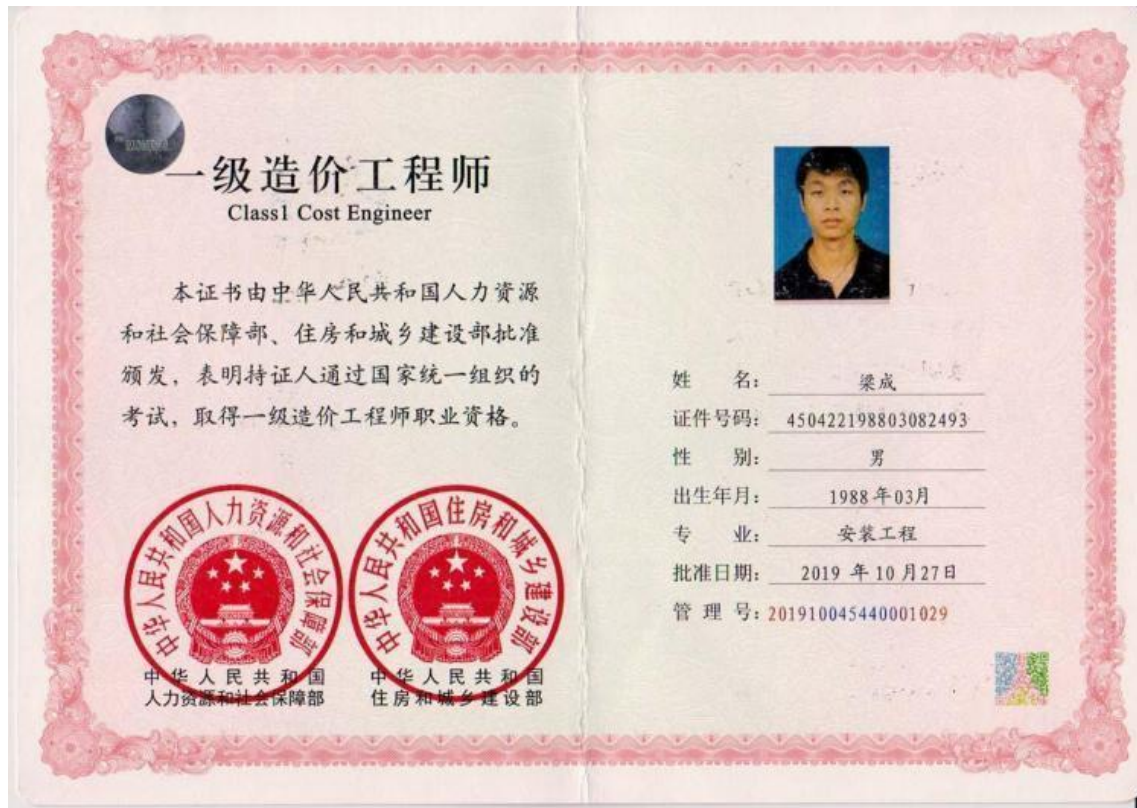 一级造价工程师
Class1 Cost Engineer
本证书由中华人民共和国人力资源
和社会保障部、住房和城乡建设部批准
颁发，表明持证人通过国家统一组织的
考试，取得一级造价工程师职业资格。
中华人民共和国人力资源和社会保障部
中华人民共和国住房和城乡建设部
中华人民共和国
人力资源和社会保障部
中华人民共和国
住房和城乡建设部
姓 名： 梁成
证件号码： 450422198803082493
性 别： 男
出生年月： 1988年03月
专 业： 安装工程
批准日期： 2019 年 10 月27日
管 理 号：201910045440001029